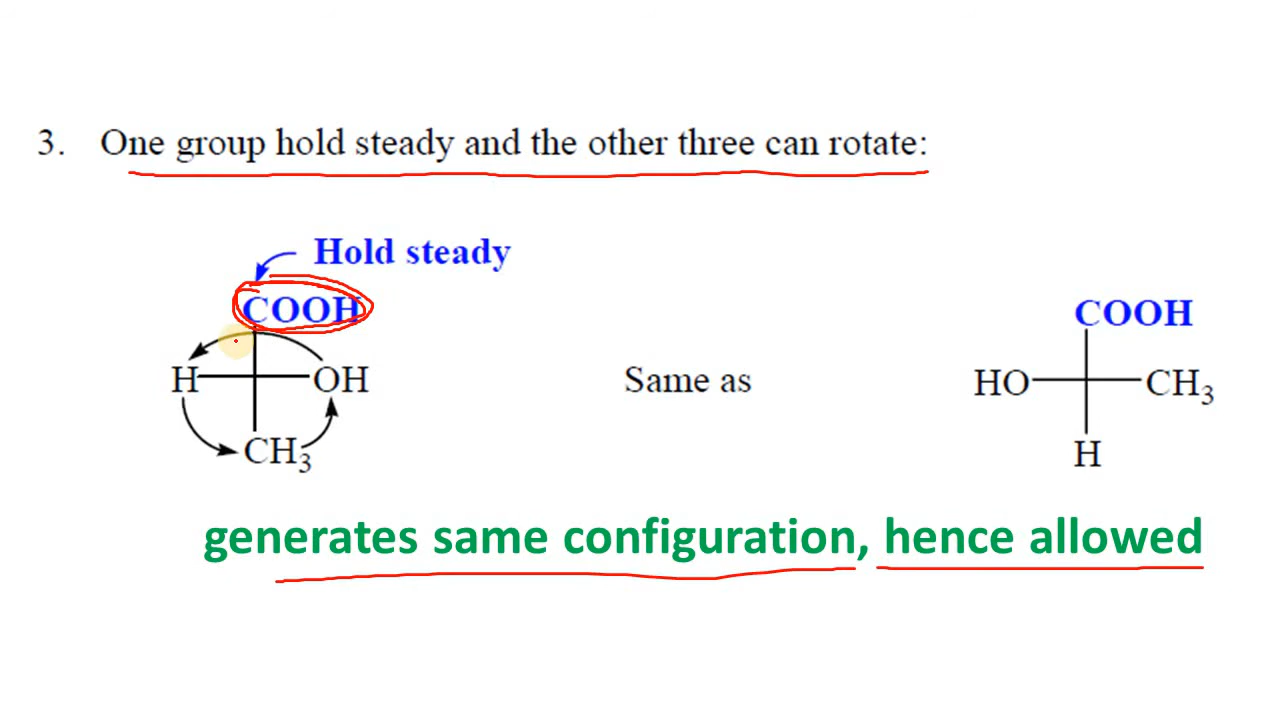 3. One group hold steady and the other three can rotate:
Hold steady
COOH
H OH
CH₃
Same as
COOH
HO CH₃
H
generates same configuration, hence allowed